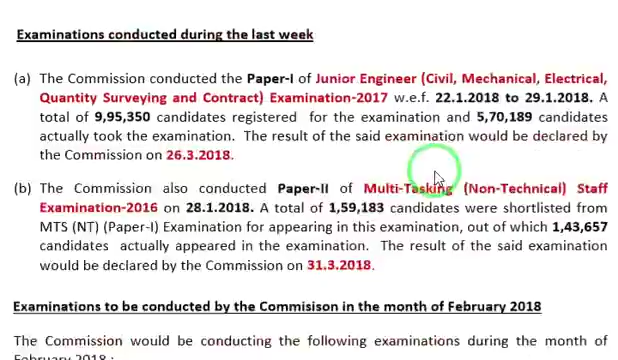 Examinations conducted during the last week
(a) The Commission conducted the Paper-I of Junior Engineer (Civil, Mechanical, Electrical,
Quantity Surveying and Contract) Examination-2017 w.e.f. 22.1.2018 to 29.1.2018. A
total of 9,95,350 candidates registered for the examination and 5,70,189 candidates
actually took the examination. The result of the said examination would be declared by
the Commission on 26.3.2018.
(b) The Commission also conducted Paper-II of Multi-Tasking (Non-Technical) Staff
Examination-2016 on 28.1.2018. A total of 1,59,183 candidates were shortlisted from
MTS (NT) (Paper-I) Examination for appearing in this examination, out of which 1,43,657
candidates actually appeared in the examination. The result of the said examination
would be declared by the Commission on 31.3.2018.
Examinations to be conducted by the Commisison in the month of February 2018
The Commission would be conducting the following examinations during the month of
February 2018 :